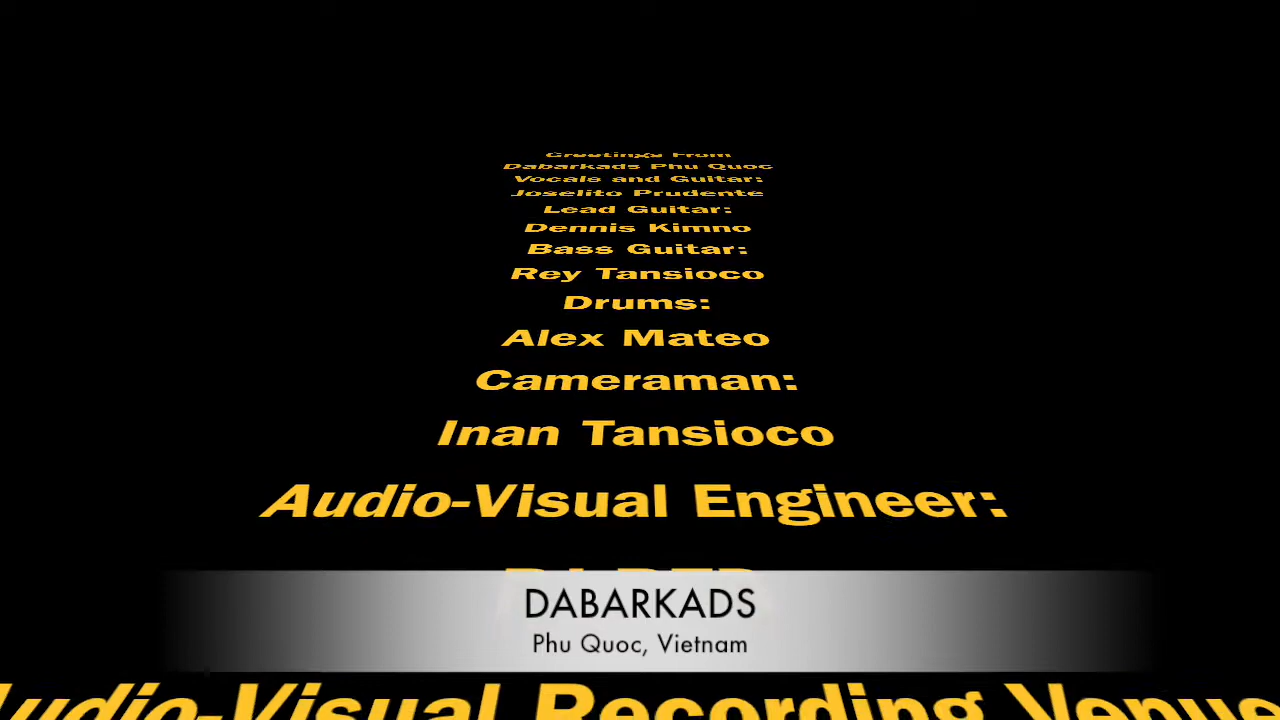 Greetings From
Dabarkads Phu Quoc
Vocals and Guitar:
Joselito Prudente
Lead Guitar:
Dennis Kimno
Bass Guitar:
Rey Tansioco
Drums:
Alex Mateo
Cameraman:
Inan Tansioco
Audio-Visual Engineer:
DABARKADS
Phu Quoc, Vietnam
Audio-Visual Recording Venue